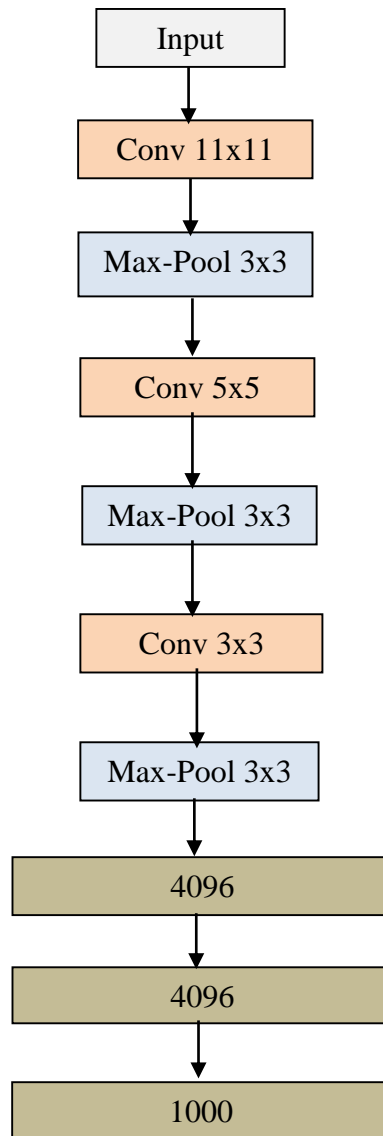 Input
Conv 11x11
Max-Pool 3x3
Conv 5x5
Max-Pool 3x3
Conv 3x3
Max-Pool 3x3
4096
4096
1000